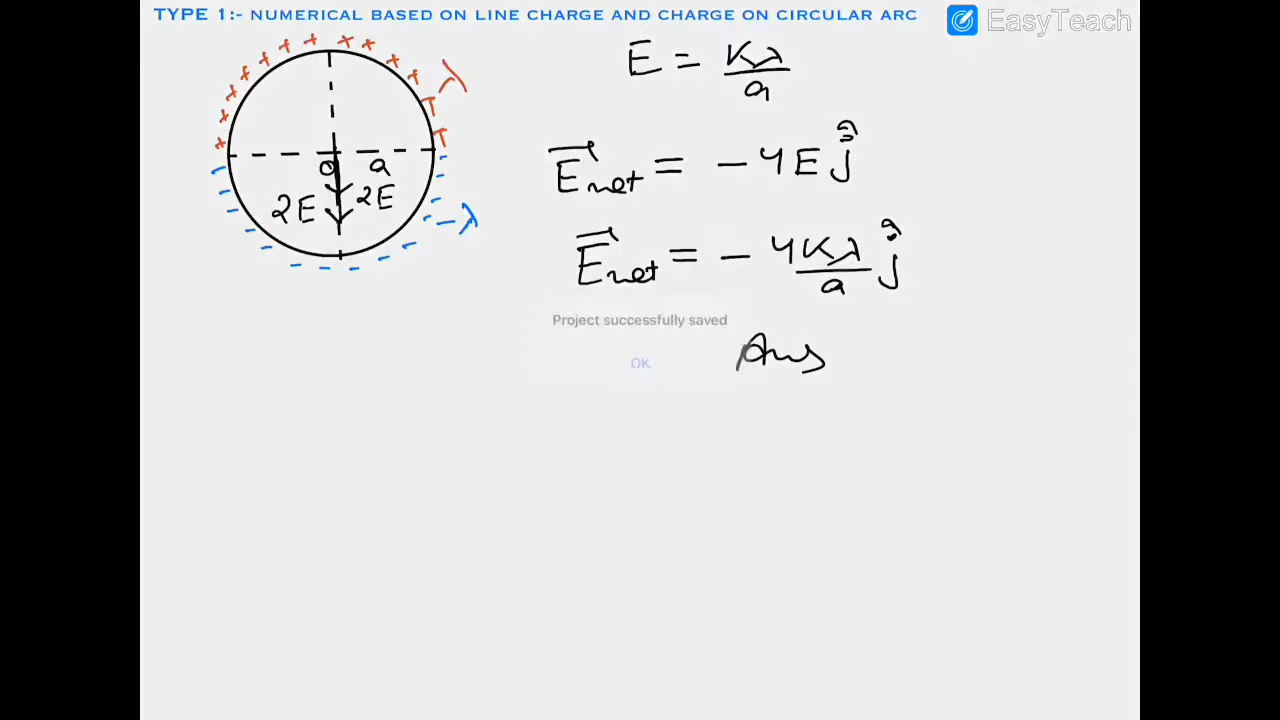 TYPE 1:- NUMERICAL BASED ON LINE CHARGE AND CHARGE ON CIRCULAR ARC
EasyTeach
λ
O a
2E 2E
-λ
E = Kλ/a
E⃗net = - 4E ĵ
E⃗net = - 4Kλ/a ĵ
Project successfully saved
OK
Ans